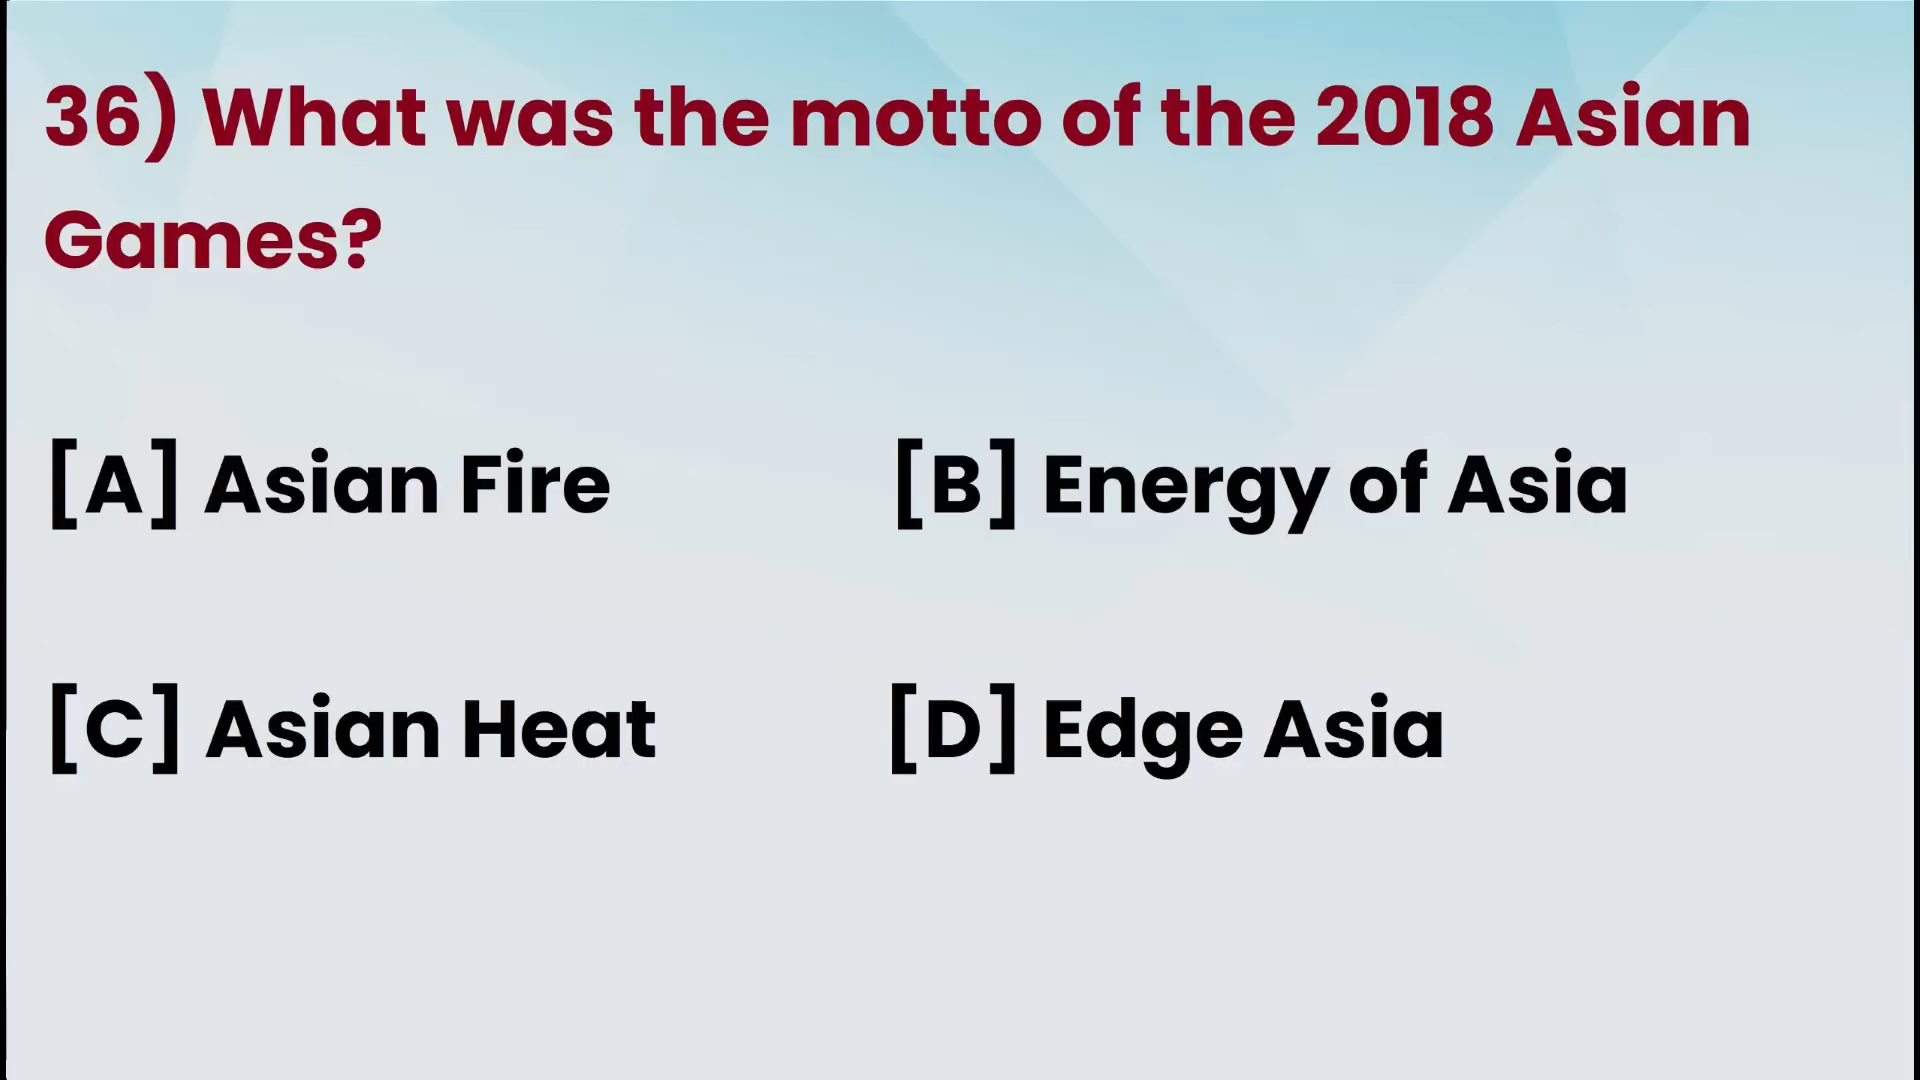 36) What was the motto of the 2018 Asian
Games?
[A] Asian Fire [B] Energy of Asia
[C] Asian Heat [D] Edge Asia